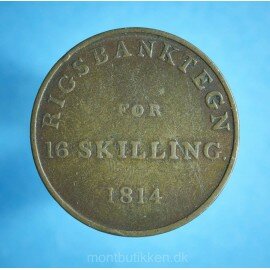 RIGSBANKTEGN
FOR
16 SKILLING.
1814
montbutikken.dk